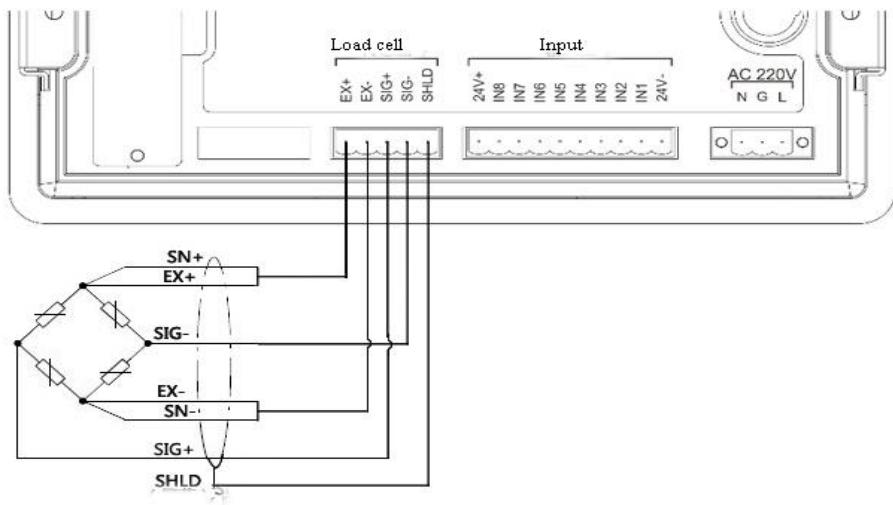 Load cell
Input
EX+
EX-
SIG+
SIG-
SHLD
24V+
IN8
IN7
IN6
IN5
IN4
IN3
IN2
IN1
24V-
AC 220V
N G L
SN+
EX+
SIG-
EX-
SN-
SIG+
SHLD